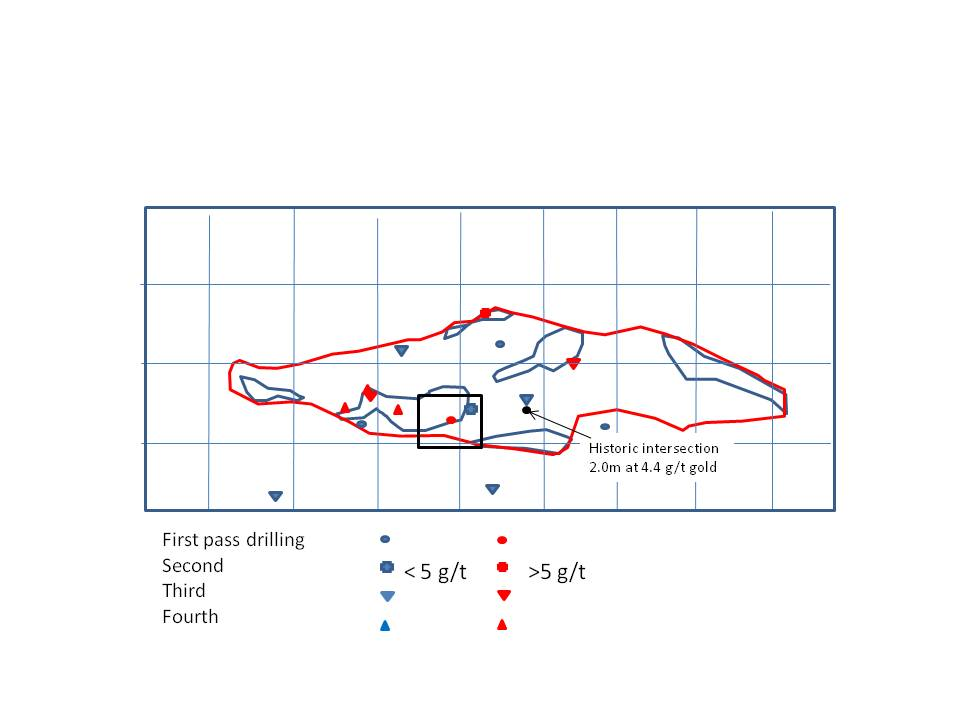 Historic intersection
2.0m at 4.4 g/t gold
First pass drilling
Second
< 5 g/t
>5 g/t
Third
Fourth